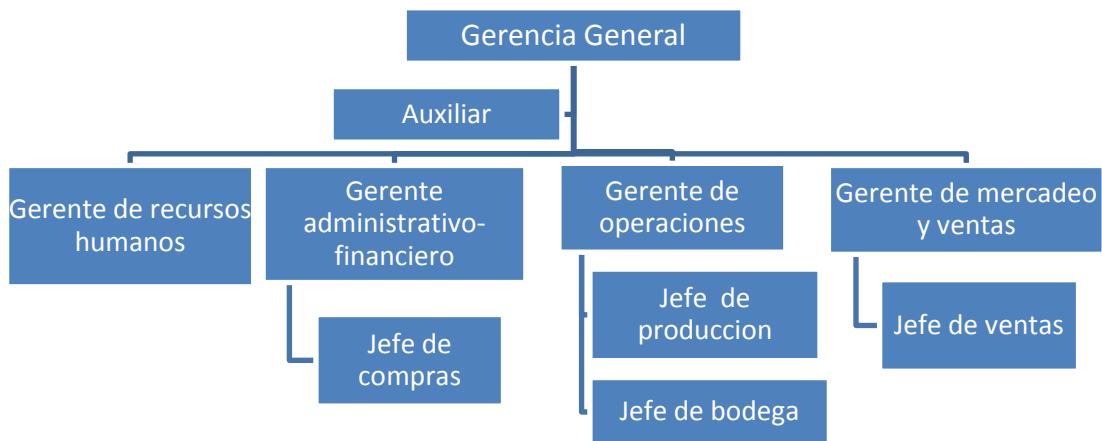 Gerencia General
Auxiliar
Gerente de recursos
humanos
Gerente
administrativo-
financiero
Gerente de
operaciones
Gerente de mercadeo
y ventas
Jefe de
compras
Jefe de
produccion
Jefe de bodega
Jefe de ventas